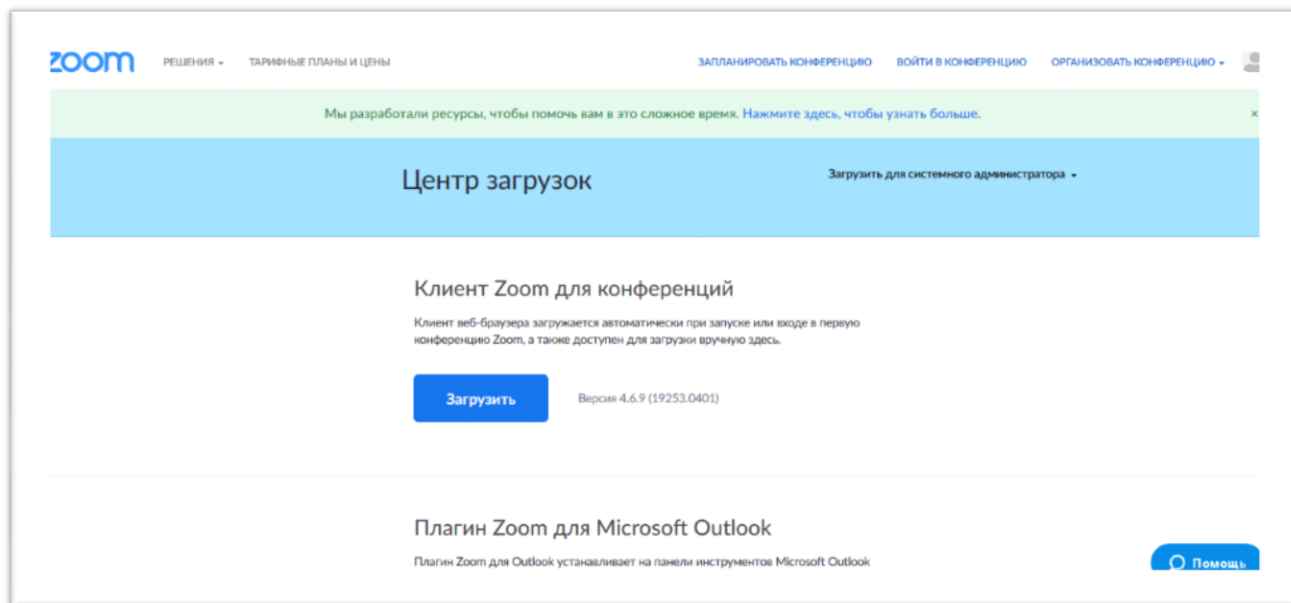 zoom РЕШЕНИЯ ТАРИФНЫЕ ПЛАНЫ И ЦЕНЫ ЗАПЛАНИРОВАТЬ КОНФЕРЕНЦИЮ ВОЙТИ В КОНФЕРЕНЦИЮ ОРГАНИЗОВАТЬ КОНФЕРЕНЦИЮ
Мы разработали ресурсы, чтобы помочь вам в это сложное время. Нажмите здесь, чтобы узнать больше. ×
Центр загрузок Загрузить для системного администратора
Клиент Zoom для конференций
Клиент веб-браузера загружается автоматически при запуске или входе в первую
конференцию Zoom, а также доступен для загрузки вручную здесь.
Загрузить Версия 4.6.9 (19253.0401)
Плагин Zoom для Microsoft Outlook
Плагин Zoom для Outlook устанавливает на панели инструментов Microsoft Outlook
Помощь